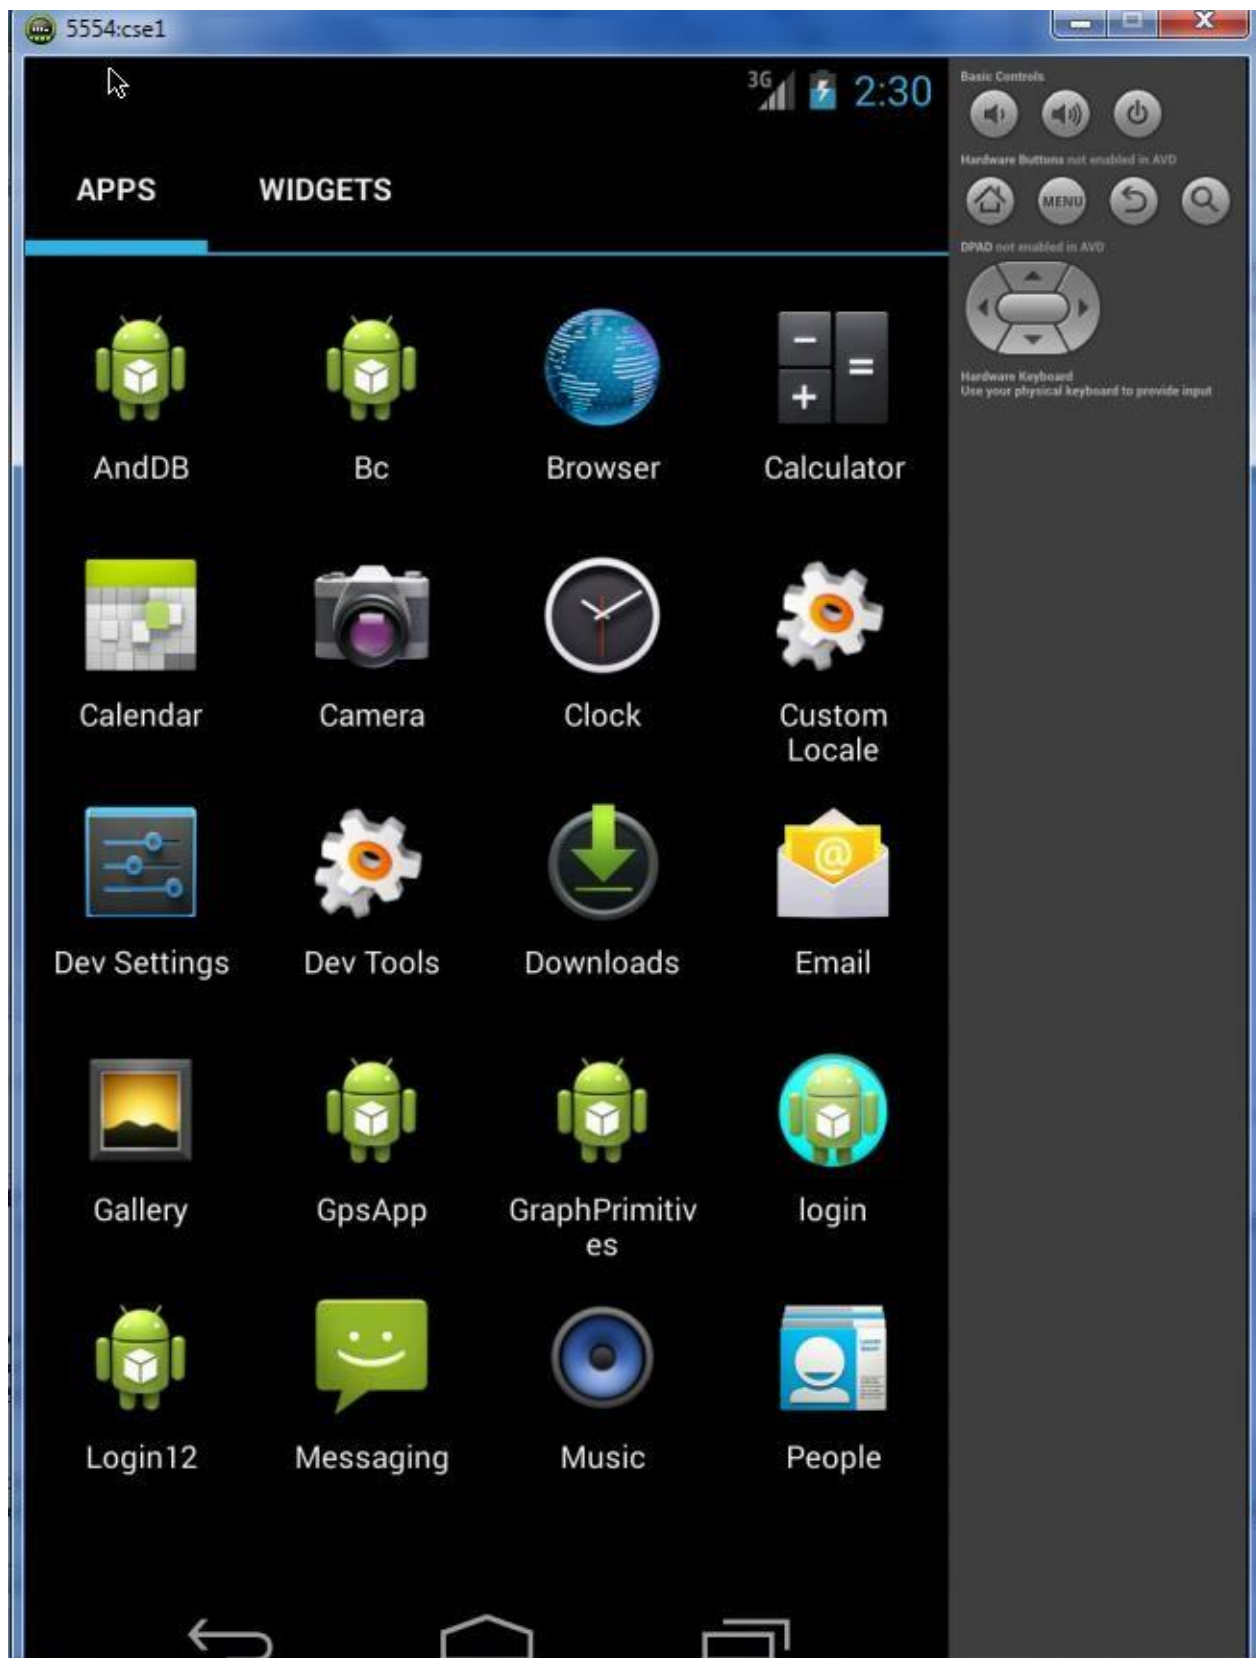 5554:cse1
3G 2:30
APPS WIDGETS
AndDB Bc Browser Calculator
Calendar Camera Clock Custom
Locale
Dev Settings Dev Tools Downloads Email
Gallery GpsApp GraphPrimitiv login
es
Login12 Messaging Music People
Basic Controls
Hardware Buttons not enabled in AVD
MENU
DPAD not enabled in AVD
Hardware Keyboard
Use your physical keyboard to provide input